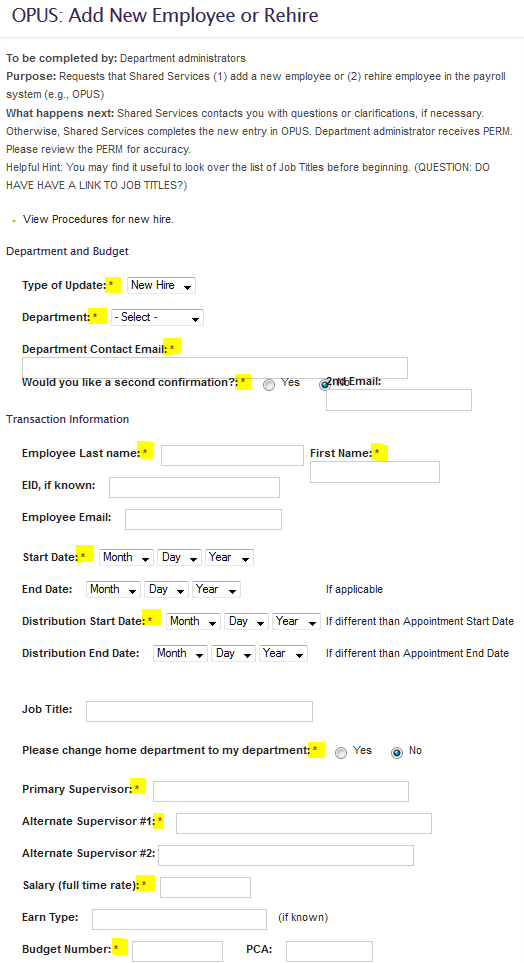 OPUS: Add New Employee or Rehire
To be completed by: Department administrators
Purpose: Requests that Shared Services (1) add a new employee or (2) rehire employee in the payroll
system (e.g., OPUS)
What happens next: Shared Services contacts you with questions or clarifications, if necessary.
Otherwise, Shared Services completes the new entry in OPUS. Department administrator receives PERM.
Please review the PERM for accuracy.
Helpful Hint: You may find it useful to look over the list of Job Titles before beginning. (QUESTION: DO
HAVE HAVE A LINK TO JOB TITLES?)
View Procedures for new hire.
Department and Budget
Type of Update:* New Hire
Department:* - Select -
Department Contact Email:*
Would you like a second confirmation?:* Yes No 2nd Email:
Transaction Information
Employee Last name:* First Name:*
EID, if known:
Employee Email:
Start Date:* Month Day Year
End Date: Month Day Year If applicable
Distribution Start Date:* Month Day Year If different than Appointment Start Date
Distribution End Date: Month Day Year If different than Appointment End Date
Job Title:
Please change home department to my department:* Yes No
Primary Supervisor:*
Alternate Supervisor #1:*
Alternate Supervisor #2:
Salary (full time rate):*
Earn Type: (if known)
Budget Number:* PCA: